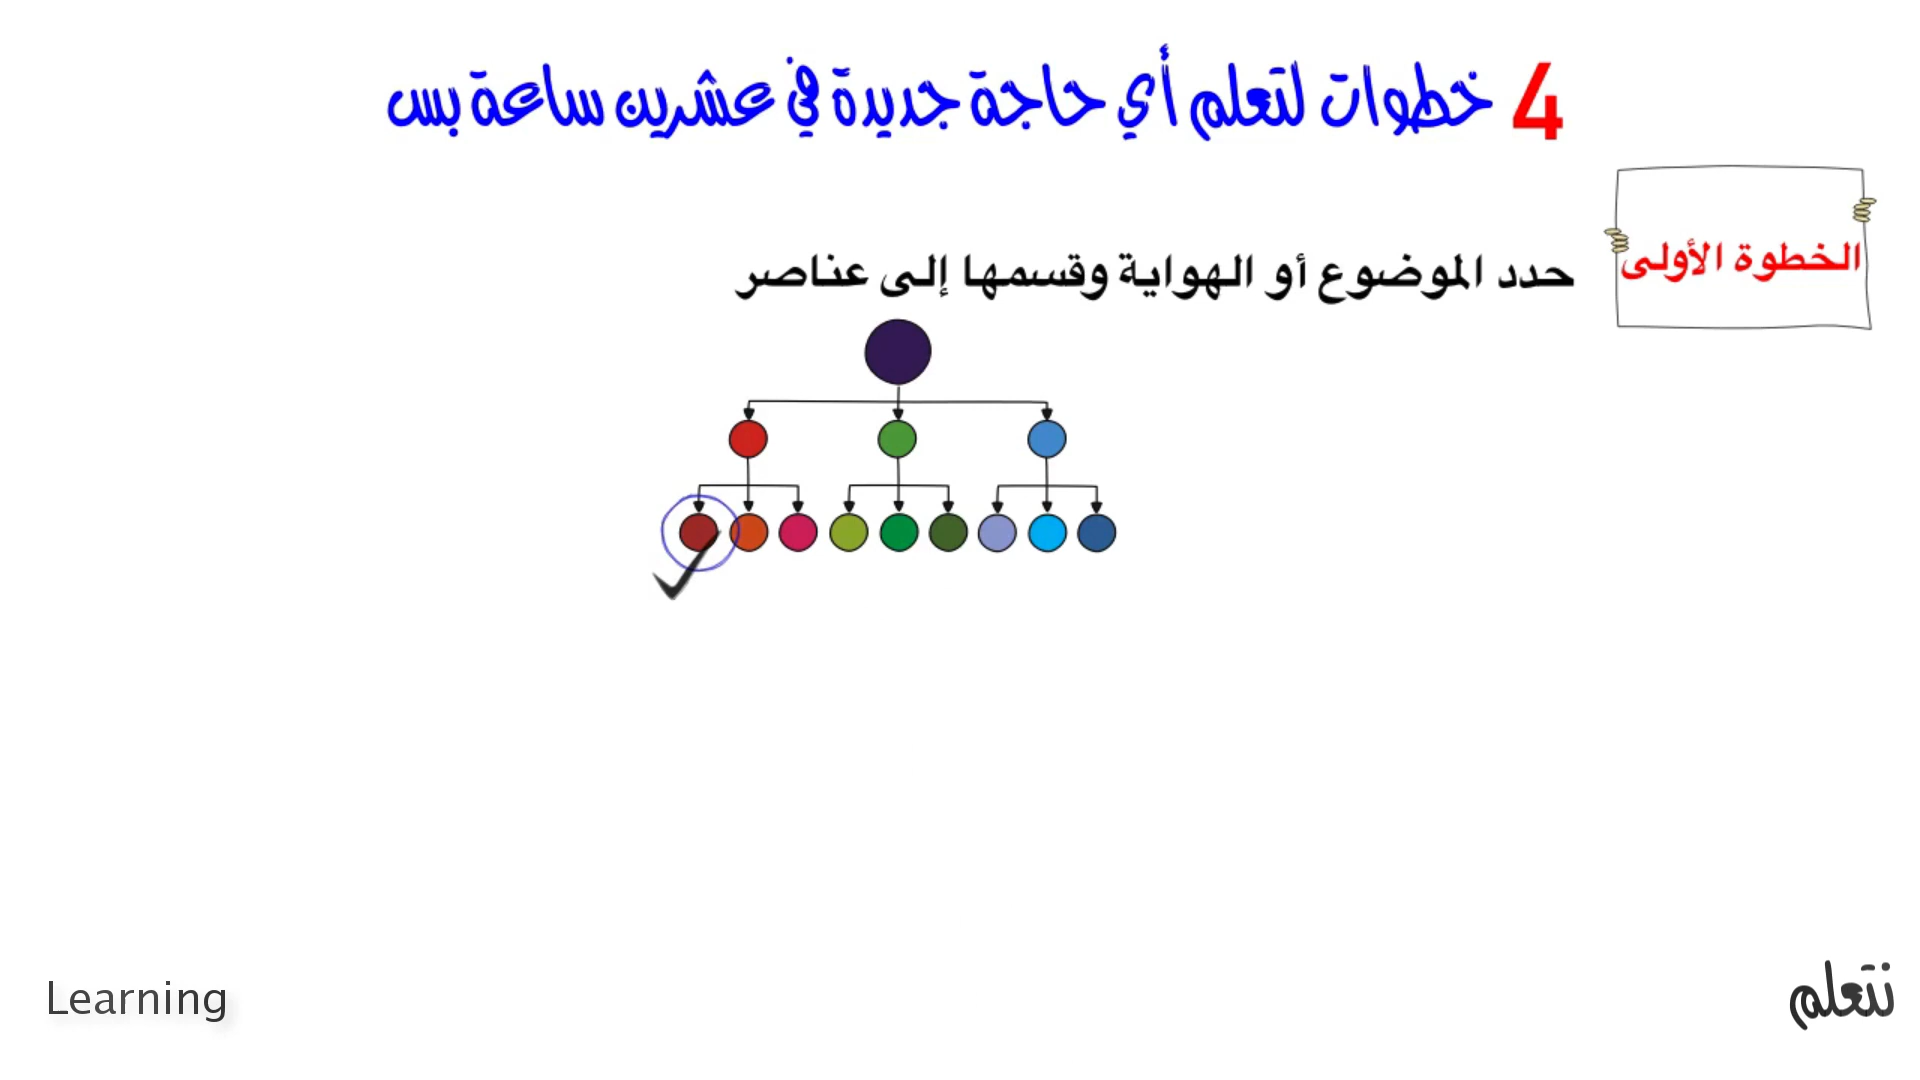 4 خطوات لتعلم أي حاجة جديدة في عشرين ساعة بس
الخطوة الأولى
حدد الموضوع أو الهواية وقسمها إلى عناصر
Learning
نتعلم